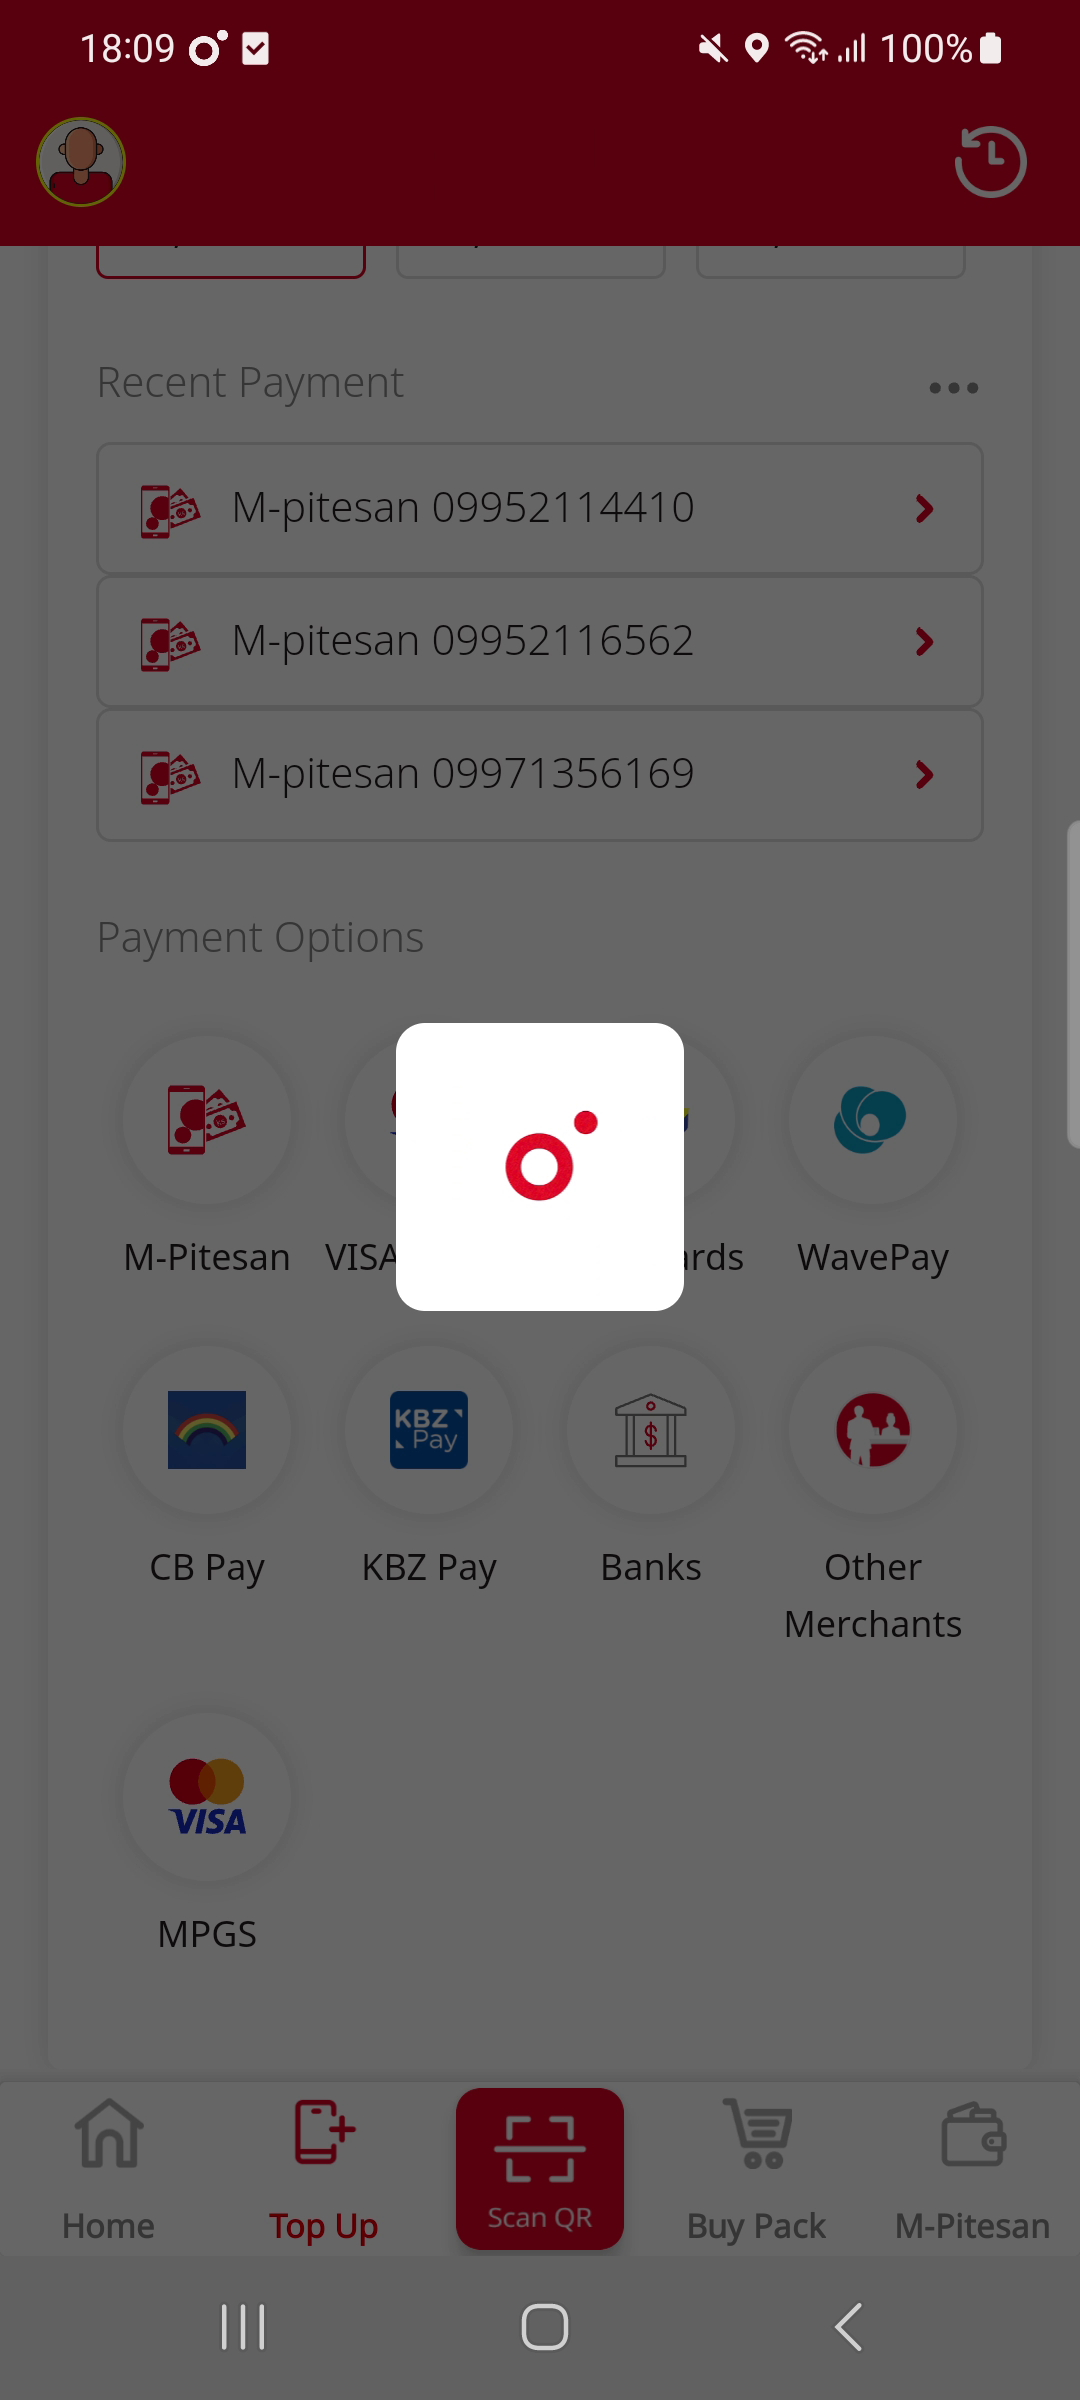 18:09
100%
Recent Payment
M-pitesan 09952114410
M-pitesan 09952116562
M-pitesan 09971356169
Payment Options
M-Pitesan
VISA
WavePay
KBZ
Pay
CB Pay
KBZ Pay
Banks
Other
Merchants
VISA
MPGS
Home
Top Up
Scan QR
Buy Pack
M-Pitesan